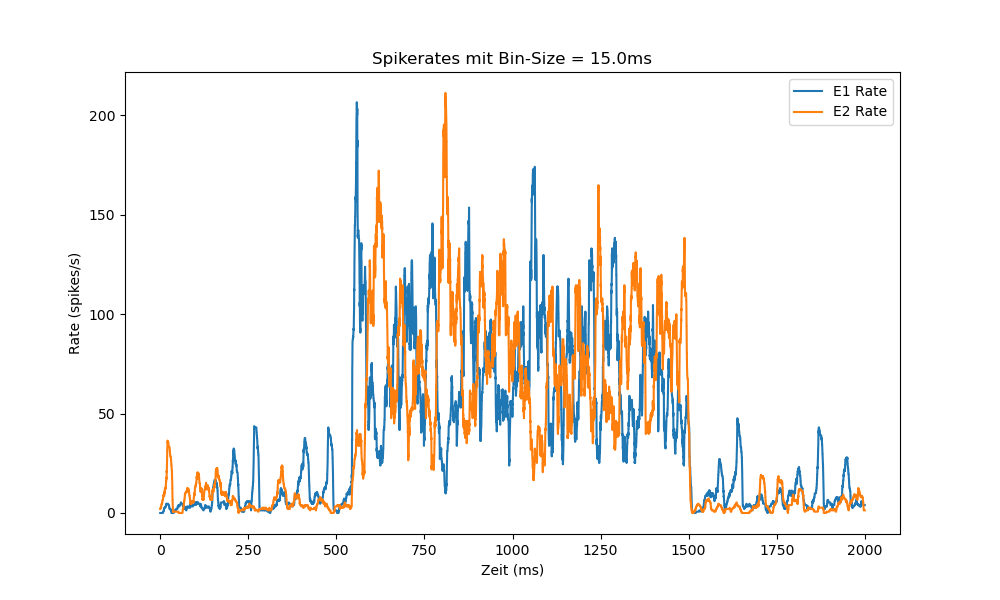 Spikerates mit Bin-Size = 15.0ms
E1 Rate
E2 Rate
200
150
100
50
0
Rate (spikes/s)
0 250 500 750 1000 1250 1500 1750 2000
Zeit (ms)